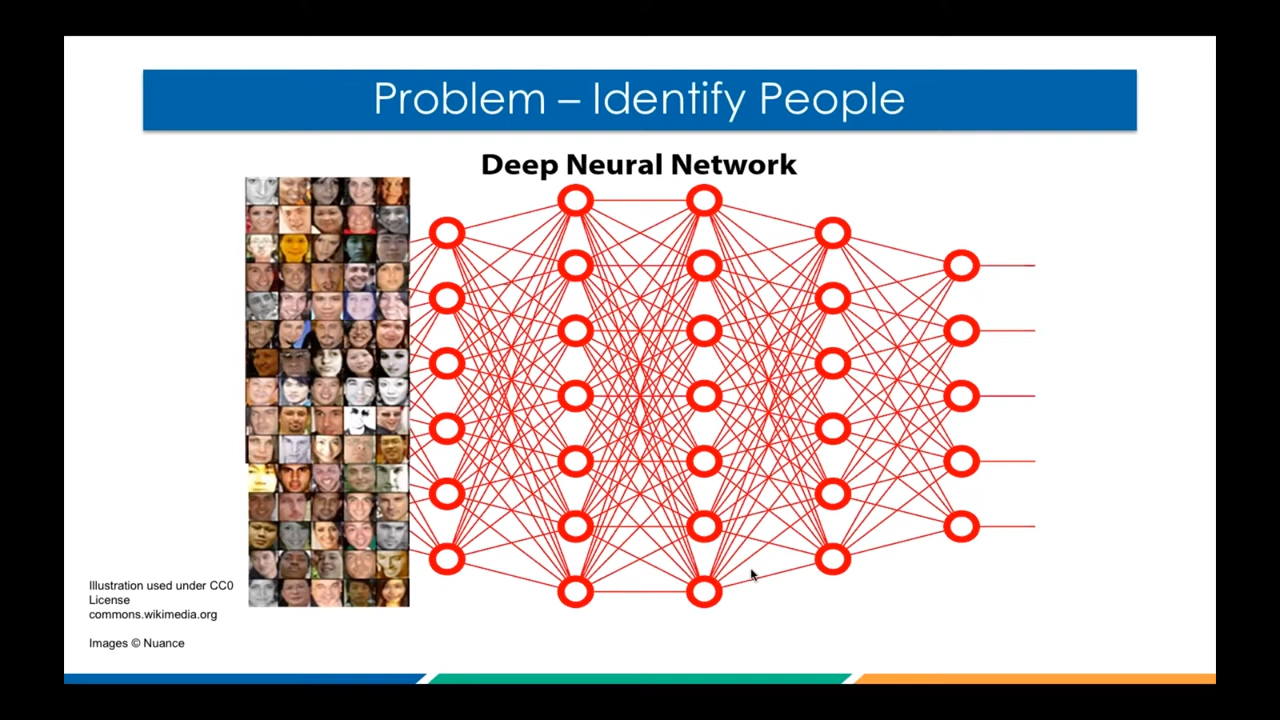 Problem – Identify People
Deep Neural Network
Illustration used under CC0
License
commons.wikimedia.org
Images © Nuance